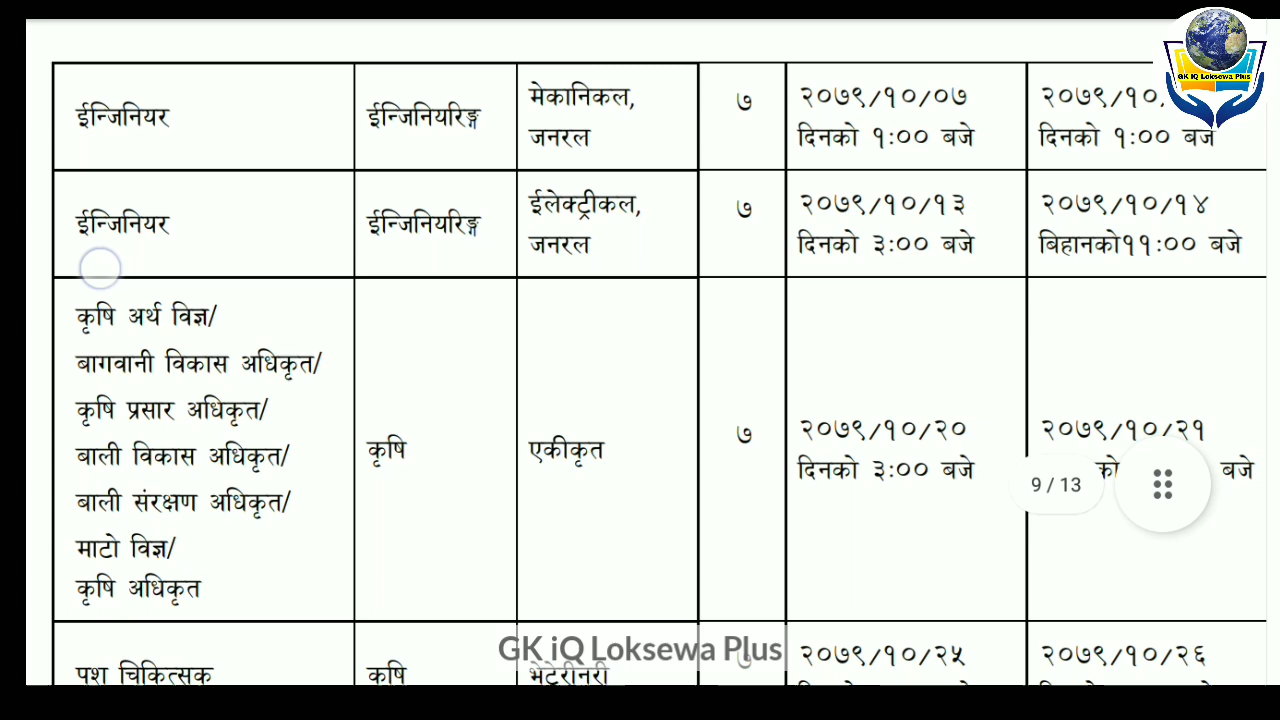 ईन्जिनियर ईन्जिनियरिङ्ग मेकानिकल, जनरल ७ २०७९/१०/०७ दिनको १:०० बजे २०७९/१०/ दिनको १:०० बजे
ईन्जिनियर ईन्जिनियरिङ्ग ईलेक्ट्रीकल, जनरल ७ २०७९/१०/१३ दिनको ३:०० बजे २०७९/१०/१४ बिहानको११:०० बजे
कृषि अर्थ विज्ञ/
बागवानी विकास अधिकृत/
कृषि प्रसार अधिकृत/
बाली विकास अधिकृत/
बाली संरक्षण अधिकृत/
माटो विज्ञ/
कृषि अधिकृत
कृषि एकीकृत ७ २०७९/१०/२० दिनको ३:०० बजे २०७९/१०/२१ बजे
पशु चिकित्सक कृषि भेटेरीनरी ७ २०७९/१०/२५ २०७९/१०/२६
9 / 13
GK iQ Loksewa Plus
GK IQ Loksewa Plus